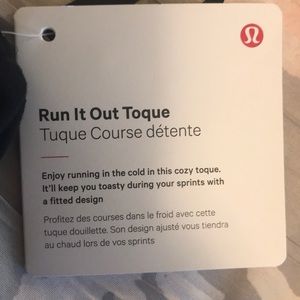 Run It Out Toque
Tuque Course détente
Enjoy running in the cold in this cozy toque.
It'll keep you toasty during your sprints with
a fitted design
Profitez des courses dans le froid avec cette
tuque douillette. Son design ajusté vous tiendra
au chaud lors de vos sprints